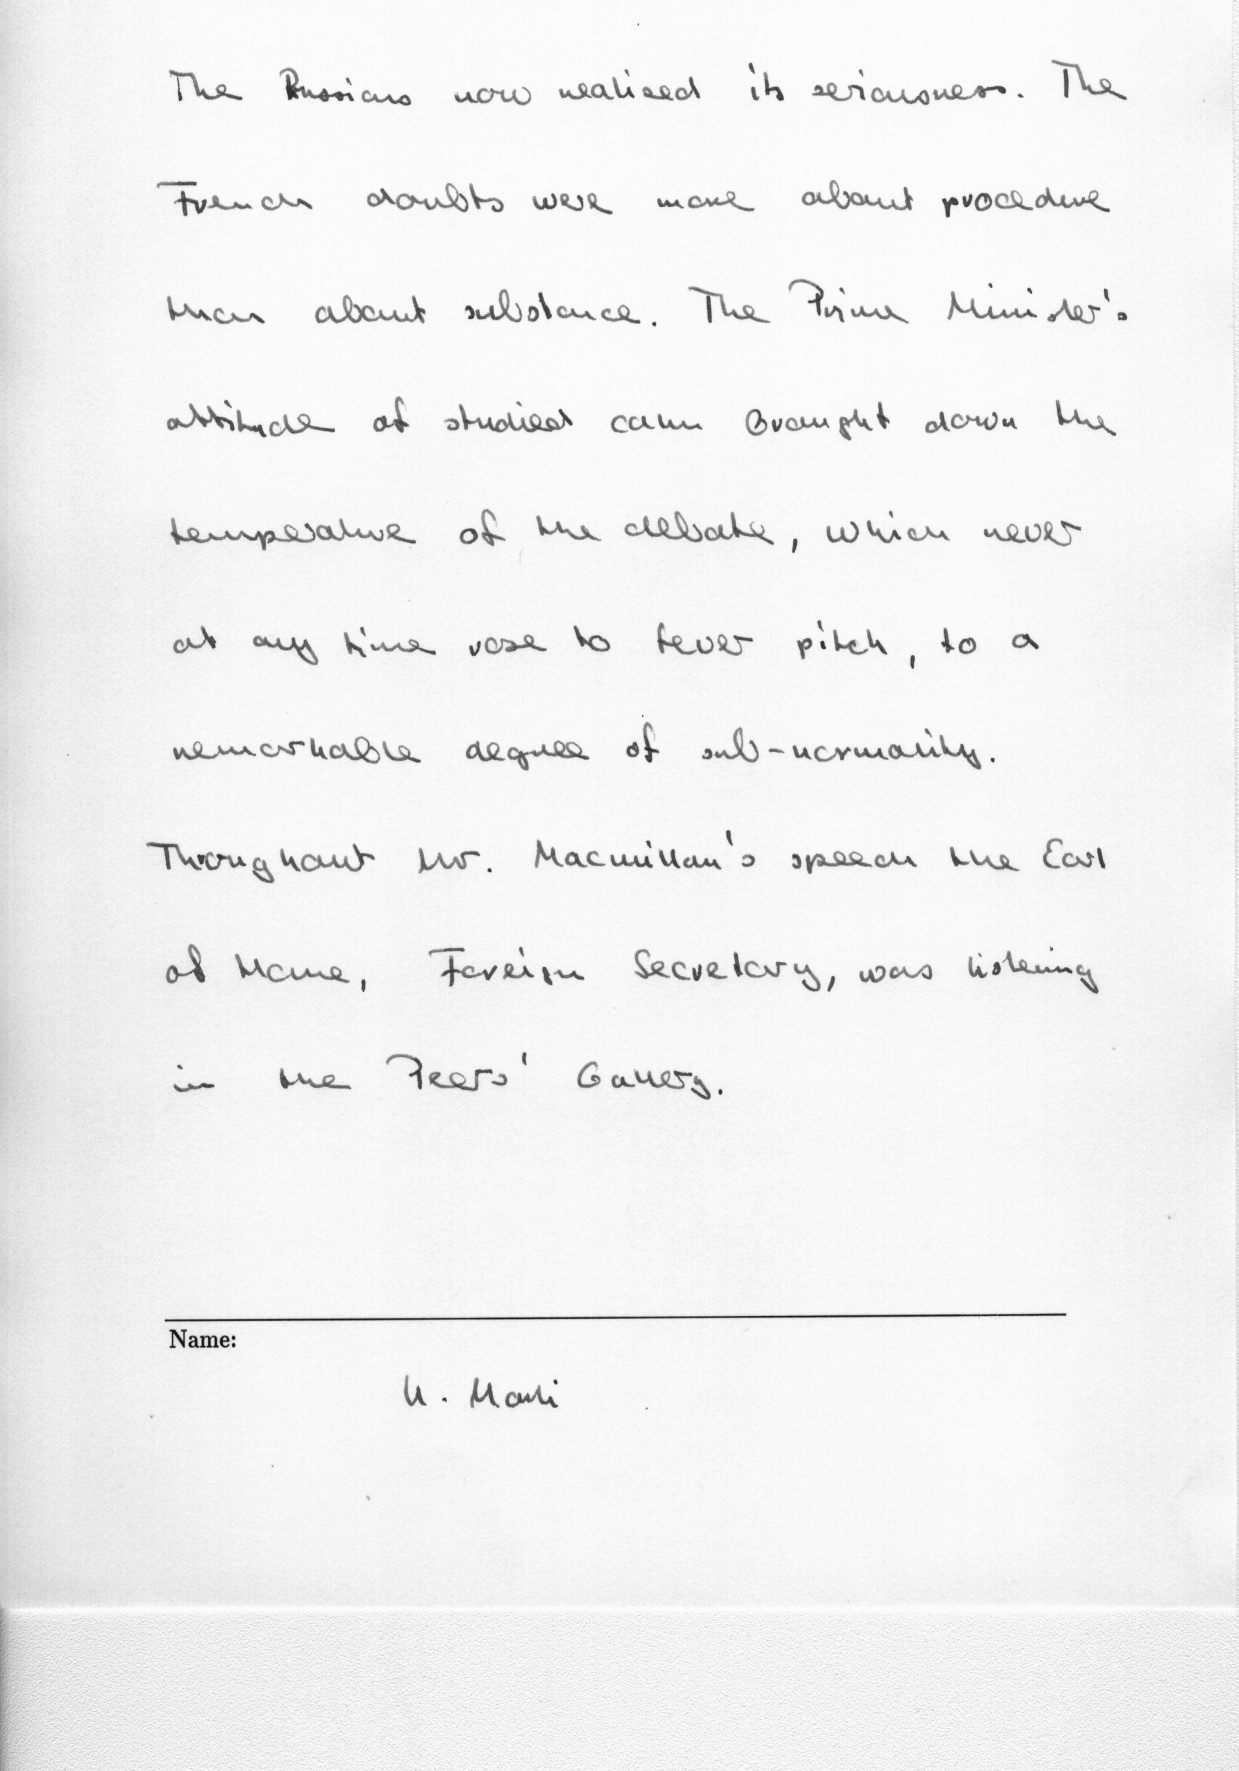 The Russians now realised its seriousness. The
French doubts were more about procedure
than about substance. The Prime Minister's
attitude of studied calm brought down the
temperature of the debate, which never
at any time rose to fever pitch, to a
remarkable degree of sub-normality.
Throughout Mr. Macmillan's speech the Earl
of Home, Foreign Secretary, was listening
in the Peers' Gallery.
Name: